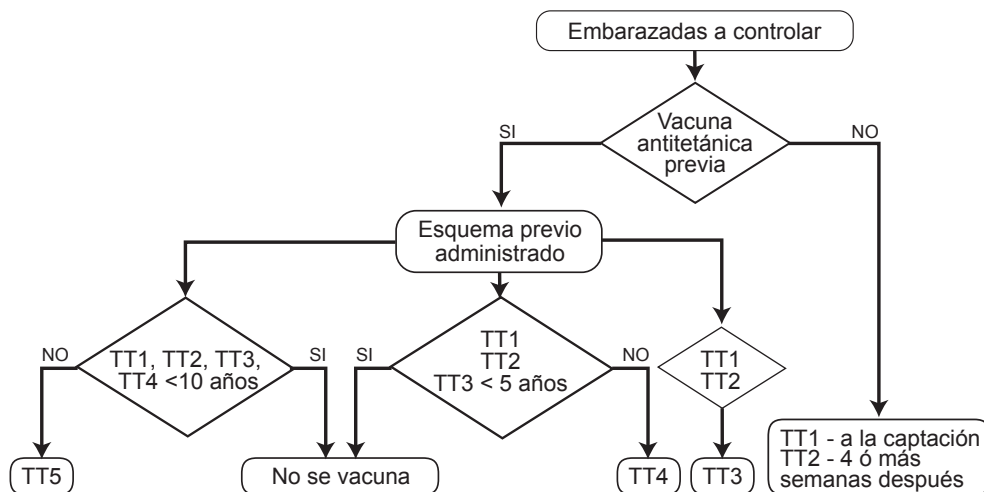 Embarazadas a controlar
SI
Vacuna
antitetánica
previa
NO
Esquema previo
administrado
NO
TT1, TT2, TT3,
TT4 <10 años
SI
SI
TT1
TT2
TT3 < 5 años
NO
TT1
TT2
TT5
No se vacuna
TT4
TT3
TT1 - a la captación
TT2 - 4 ó más
semanas después